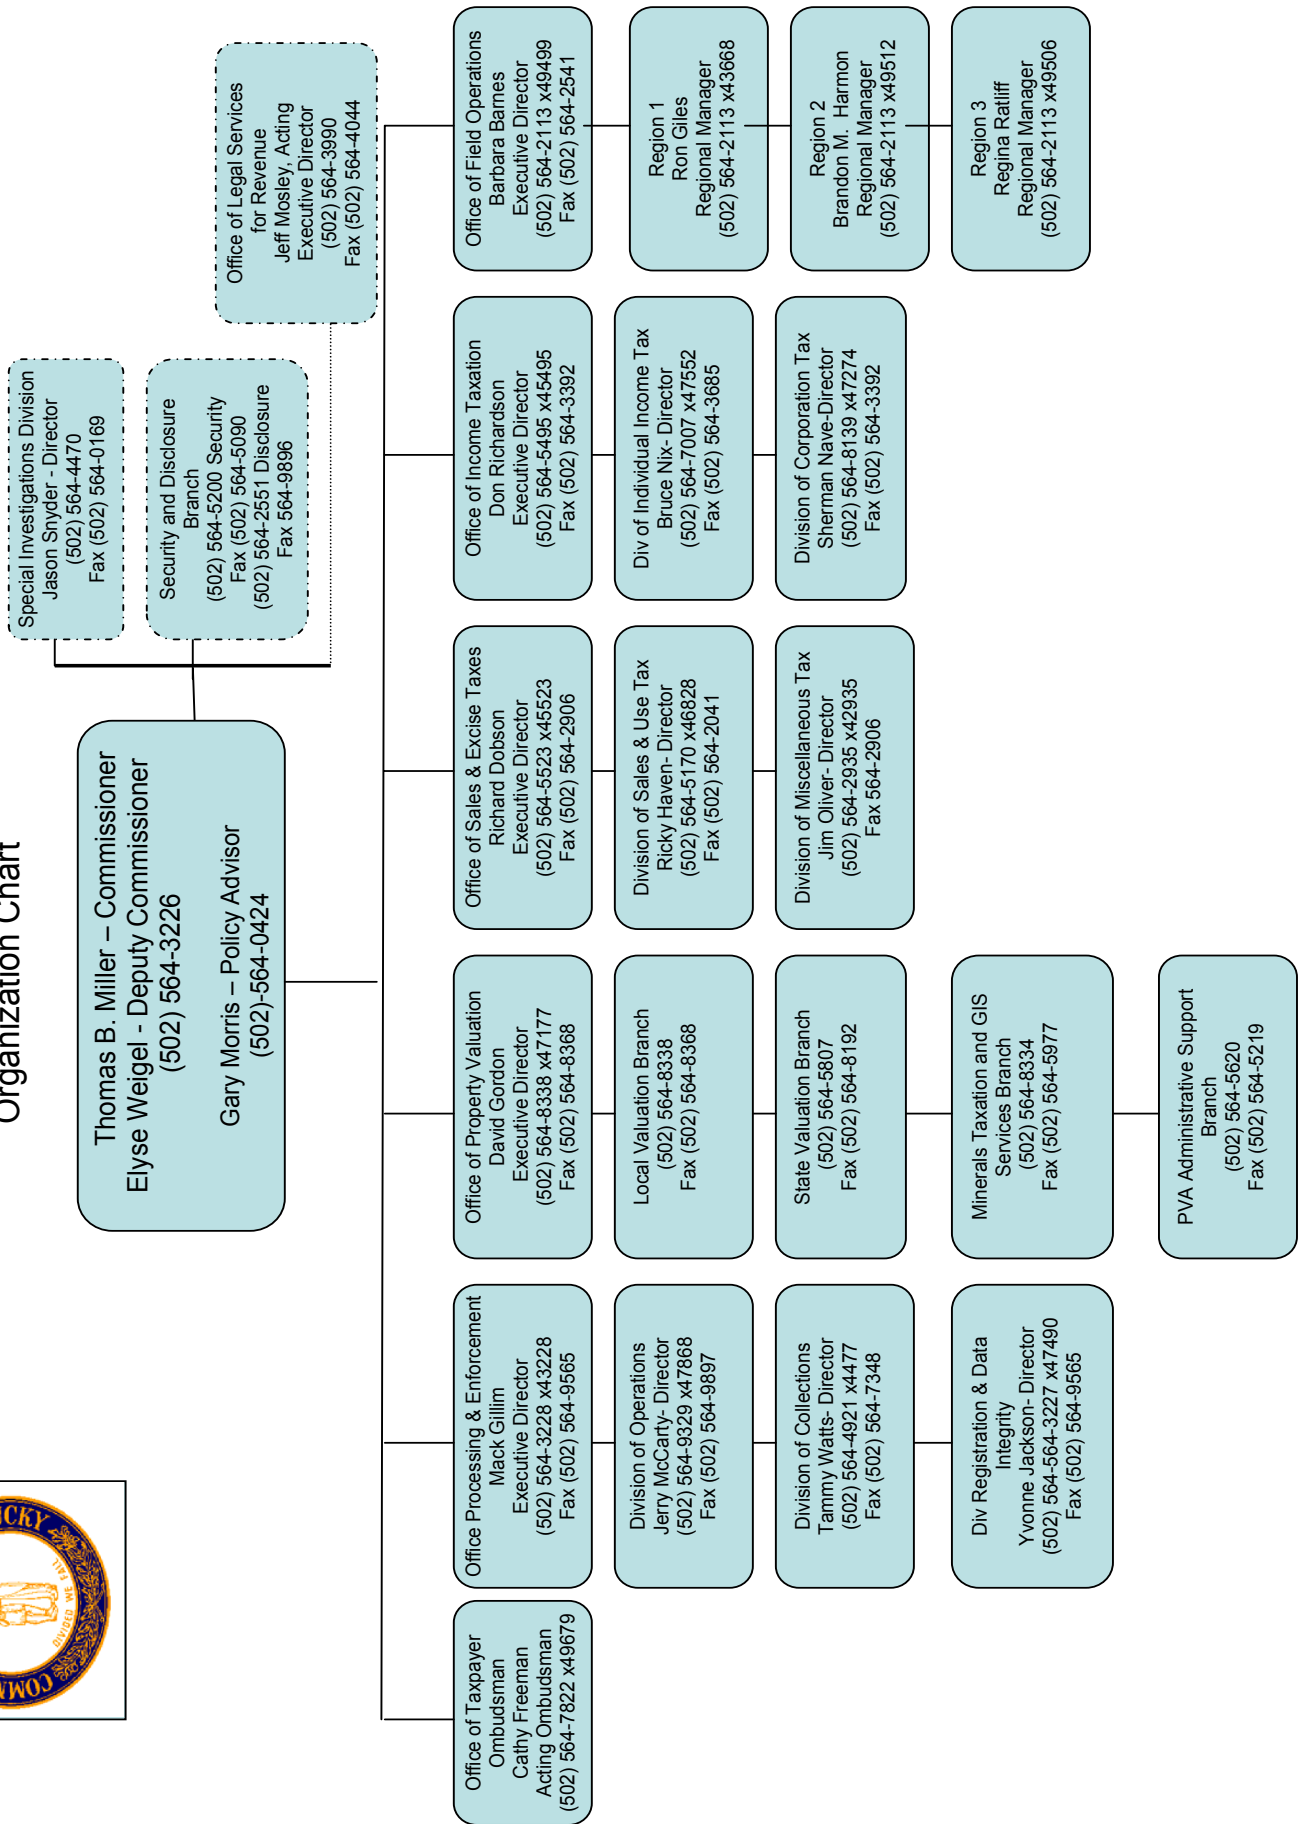 Organization Chart
COMM
UCKY
DIVIDED WE FALL
Thomas B. Miller – Commissioner
Elyse Weigel - Deputy Commissioner
(502) 564-3226
Gary Morris – Policy Advisor
(502)-564-0424
Special Investigations Division
Jason Snyder - Director
(502) 564-4470
Fax (502) 564-0169
Security and Disclosure
Branch
(502) 564-5200 Security
Fax (502) 564-5090
(502) 564-2551 Disclosure
Fax 564-9896
Office of Legal Services
for Revenue
Jeff Mosley, Acting
Executive Director
(502) 564-3990
Fax (502) 564-4044
Office of Taxpayer
Ombudsman
Cathy Freeman
Acting Ombudsman
(502) 564-7822 x49679
Office Processing & Enforcement
Mack Gillim
Executive Director
(502) 564-3228 x43228
Fax (502) 564-9565
Division of Operations
Jerry McCarty- Director
(502) 564-9329 x47868
Fax (502) 564-9897
Division of Collections
Tammy Watts- Director
(502) 564-4921 x4477
Fax (502) 564-7348
Div Registration & Data
Integrity
Yvonne Jackson- Director
(502) 564-564-3227 x47490
Fax (502) 564-9565
Office of Property Valuation
David Gordon
Executive Director
(502) 564-8338 x47177
Fax (502) 564-8368
Local Valuation Branch
(502) 564-8338
Fax (502) 564-8368
State Valuation Branch
(502) 564-5807
Fax (502) 564-8192
Minerals Taxation and GIS
Services Branch
(502) 564-8334
Fax (502) 564-5977
PVA Administrative Support
Branch
(502) 564-5620
Fax (502) 564-5219
Office of Sales & Excise Taxes
Richard Dobson
Executive Director
(502) 564-5523 x45523
Fax (502) 564-2906
Division of Sales & Use Tax
Ricky Haven- Director
(502) 564-5170 x46828
Fax (502) 564-2041
Division of Miscellaneous Tax
Jim Oliver- Director
(502) 564-2935 x42935
Fax 564-2906
Office of Income Taxation
Don Richardson
Executive Director
(502) 564-5495 x45495
Fax (502) 564-3392
Div of Individual Income Tax
Bruce Nix- Director
(502) 564-7007 x47552
Fax (502) 564-3685
Division of Corporation Tax
Sherman Nave-Director
(502) 564-8139 x47274
Fax (502) 564-3392
Office of Field Operations
Barbara Barnes
Executive Director
(502) 564-2113 x49499
Fax (502) 564-2541
Region 1
Ron Giles
Regional Manager
(502) 564-2113 x43668
Region 2
Brandon M. Harmon
Regional Manager
(502) 564-2113 x49512
Region 3
Regina Ratliff
Regional Manager
(502) 564-2113 x49506